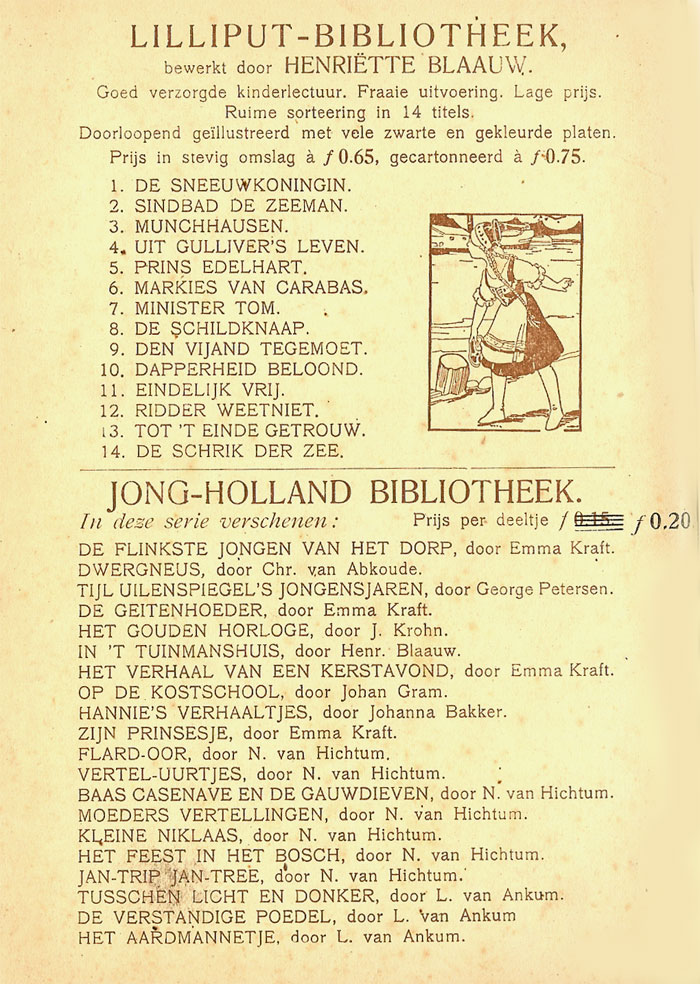 LILLIPUT-BIBLIOTHEEK,
bewerkt door HENRIËTTE BLAAUW.
Goed verzorgde kinderlectuur. Fraaie uitvoering. Lage prijs.
Ruime sorteering in 14 titels.
Doorloopend geïllustreerd met vele zwarte en gekleurde platen.
Prijs in stevig omslag à ƒ 0.65, gecartonneerd à ƒ 0.75.
1. DE SNEEUWKONINGIN.
2. SINDBAD DE ZEEMAN.
3. MUNCHHAUSEN.
4. UIT GULLIVER'S LEVEN.
5. PRINS EDELHART.
6. MARKIES VAN CARABAS.
7. MINISTER TOM.
8. DE SCHILDKNAAP.
9. DEN VIJAND TEGEMOET.
10. DAPPERHEID BELOOND.
11. EINDELIJK VRIJ.
12. RIDDER WEETNIET.
13. TOT 'T EINDE GETROUW.
14. DE SCHRIK DER ZEE.
JONG-HOLLAND BIBLIOTHEEK.
In deze serie verschenen: Prijs per deeltje ƒ 0.15 ƒ 0.20
DE FLINKSTE JONGEN VAN HET DORP, door Emma Kraft.
DWERGNEUS, door Chr. van Abkoude.
TIJL UILENSPIEGEL'S JONGENSJAREN, door George Petersen.
DE GEITENHOEDER, door Emma Kraft.
HET GOUDEN HORLOGE, door J. Krohn.
IN 'T TUINMANSHUIS, door Henr. Blaauw.
HET VERHAAL VAN EEN KERSTAVOND, door Emma Kraft.
OP DE KOSTSCHOOL, door Johan Gram.
HANNIE'S VERHAALTJES, door Johanna Bakker.
ZIJN PRINSESJE, door Emma Kraft.
FLARD-OOR, door N. van Hichtum.
VERTEL-UURTJES, door N. van Hichtum.
BAAS CASENAVE EN DE GAUWDIEVEN, door N. van Hichtum.
MOEDERS VERTELLINGEN, door N. van Hichtum.
KLEINE NIKLAAS, door N. van Hichtum.
HET FEEST IN HET BOSCH, door N. van Hichtum.
JAN-TRIP JAN-TREE, door N. van Hichtum.
TUSSCHEN LICHT EN DONKER, door L. van Ankum.
DE VERSTANDIGE POEDEL, door L. van Ankum
HET AARDMANNETJE, door L. van Ankum.